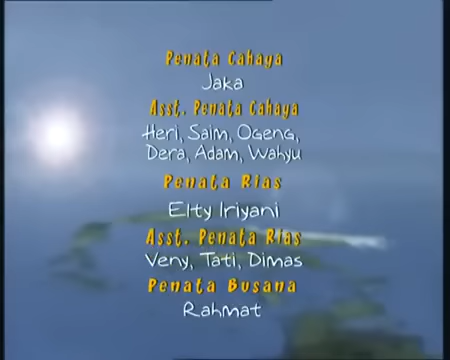 Penata Cahaya
Jaka
Asst. Penata Cahaya
Heri, Saim, Ogeng,
Dera, Adam, Wahyu
Penata Rias
Elty Iriyani
Asst. Penata Rias
Veny, Tati, Dimas
Penata Busana
Rahmat